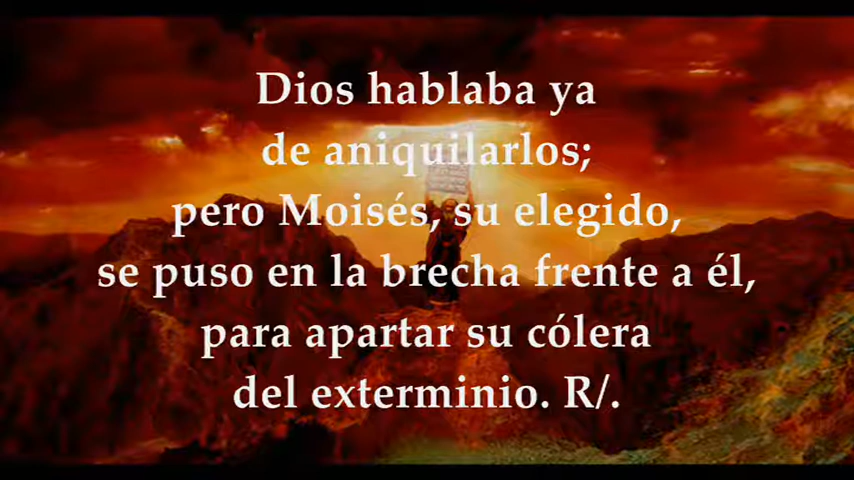 Dios hablaba ya
de aniquilarlos;
pero Moisés, su elegido,
se puso en la brecha frente a él,
para apartar su cólera
del exterminio. R/.